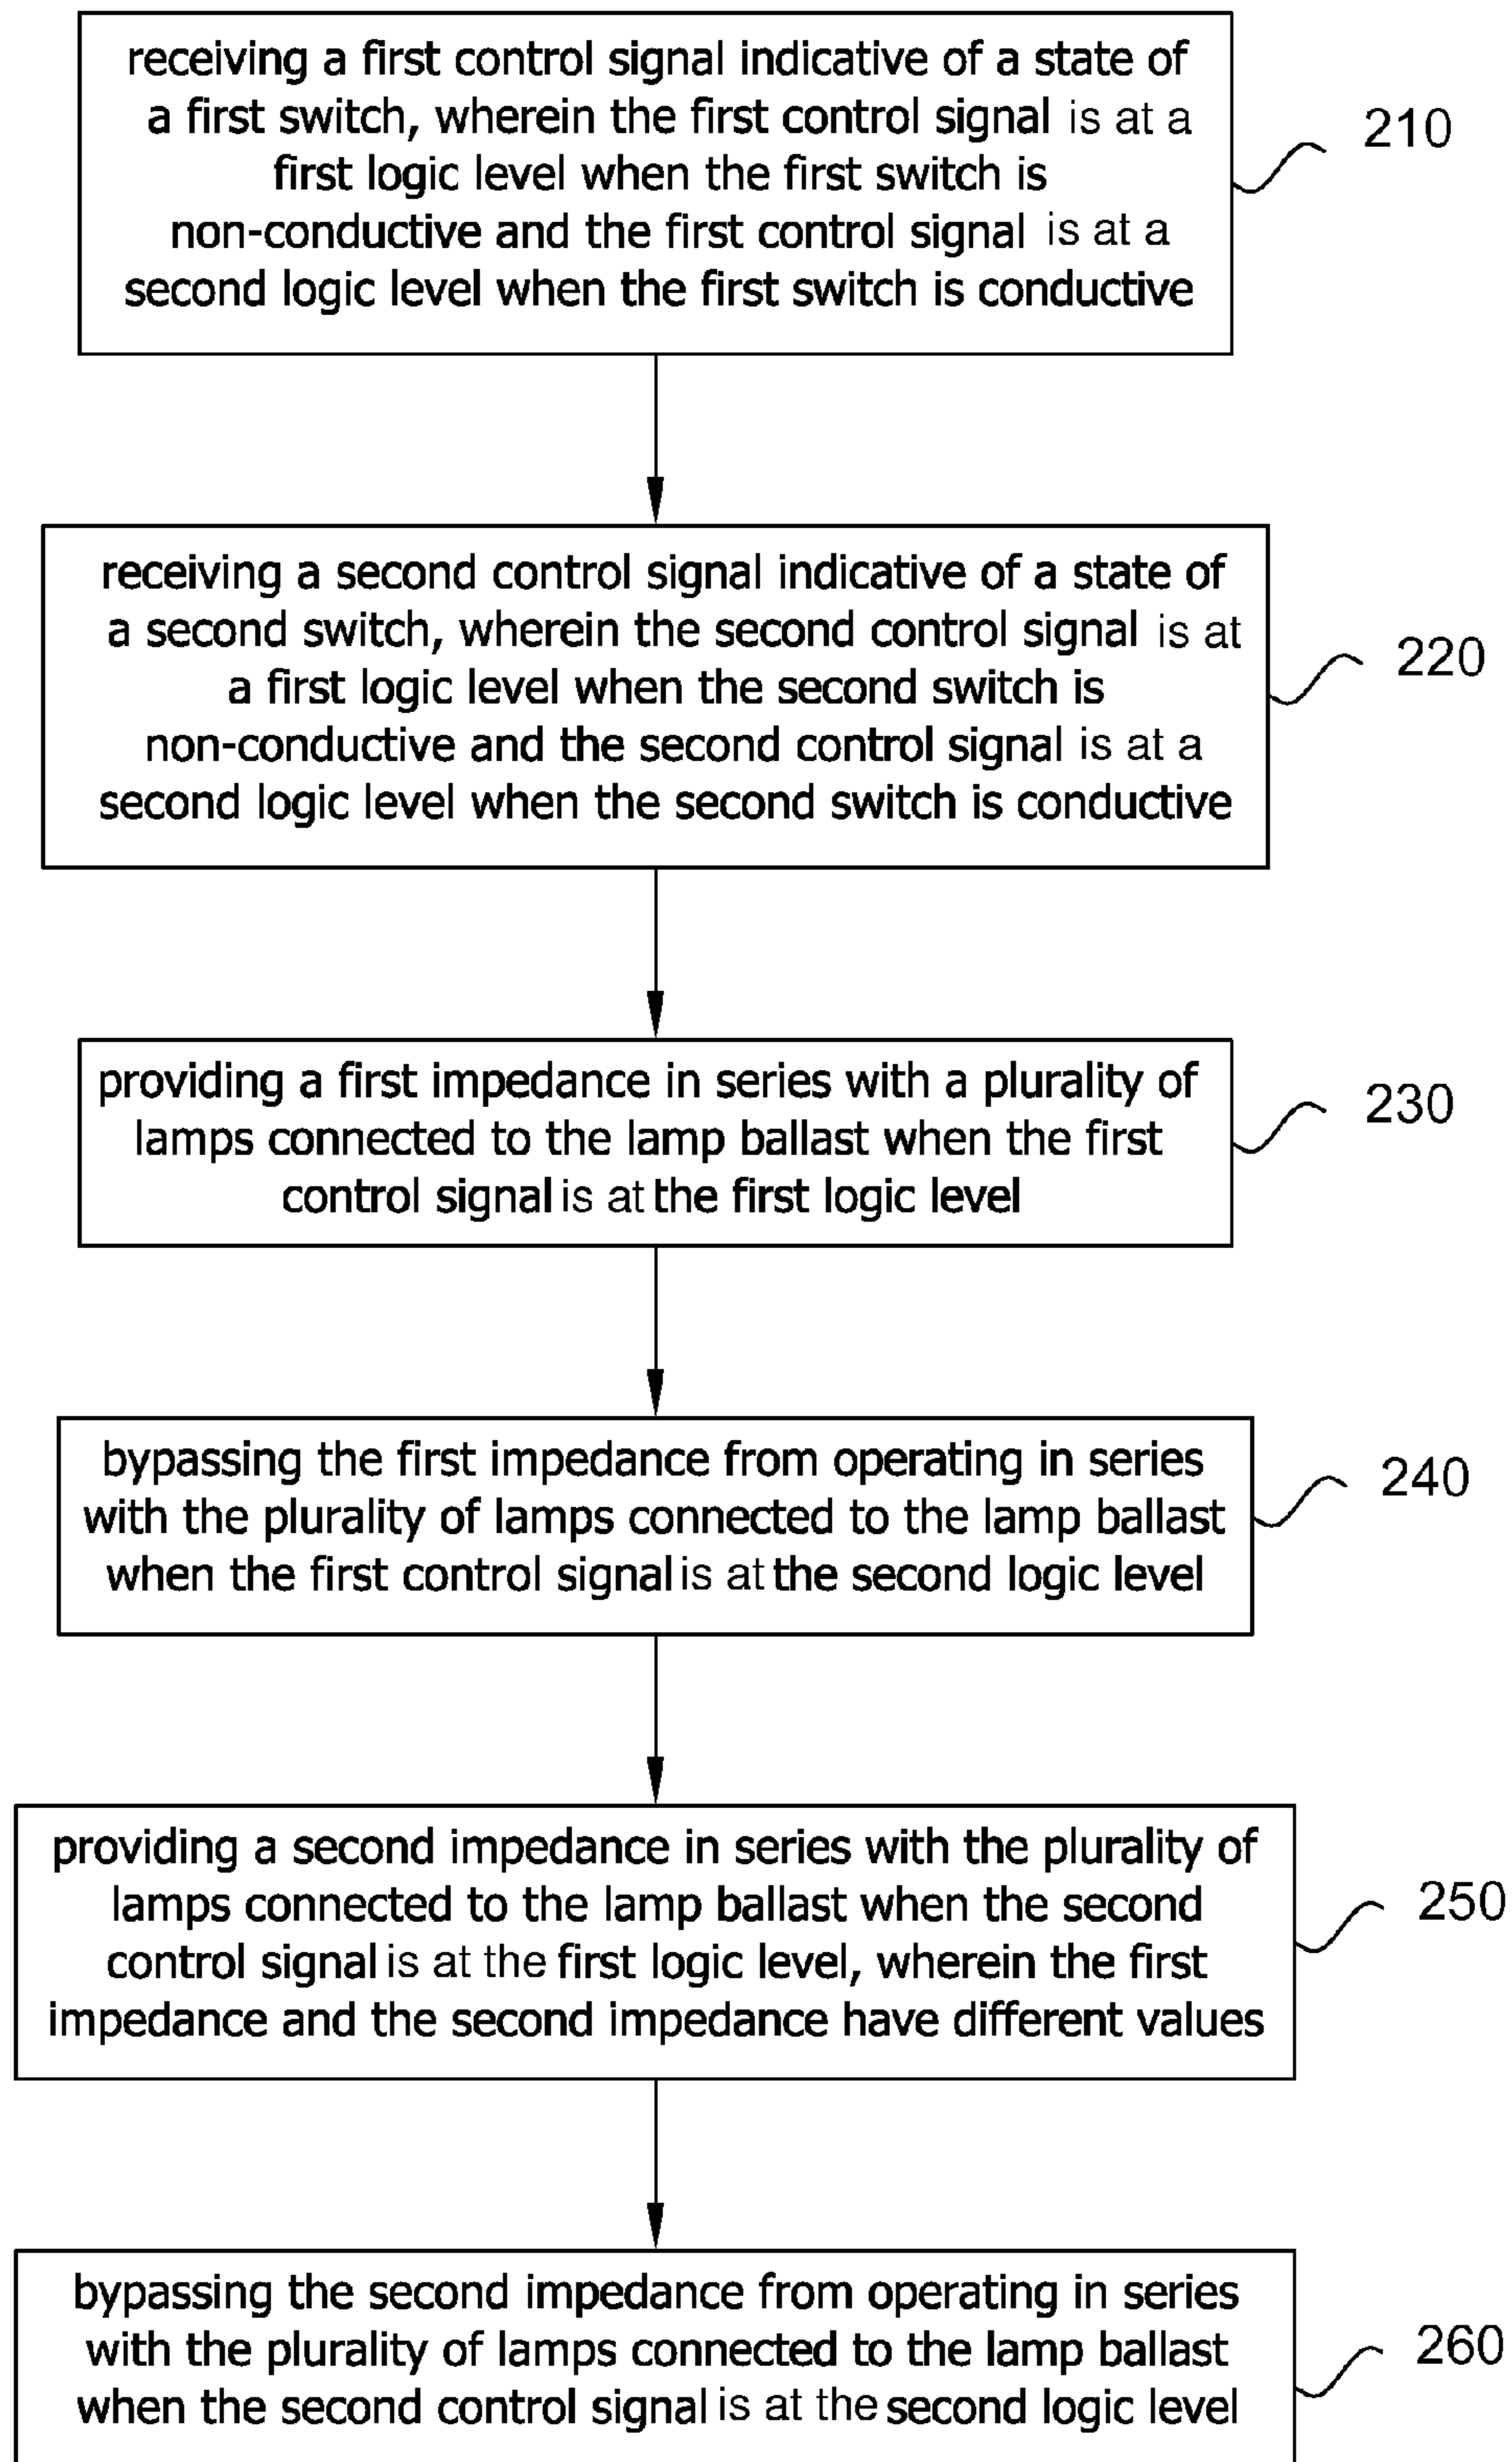 receiving a first control signal indicative of a state of
a first switch, wherein the first control signal is at a
first logic level when the first switch is
non-conductive and the first control signal is at a
second logic level when the first switch is conductive
210
receiving a second control signal indicative of a state of
a second switch, wherein the second control signal is at
a first logic level when the second switch is
non-conductive and the second control signal is at a
second logic level when the second switch is conductive
220
providing a first impedance in series with a plurality of
lamps connected to the lamp ballast when the first
control signal is at the first logic level
230
bypassing the first impedance from operating in series
with the plurality of lamps connected to the lamp ballast
when the first control signal is at the second logic level
240
providing a second impedance in series with the plurality of
lamps connected to the lamp ballast when the second
control signal is at the first logic level, wherein the first
impedance and the second impedance have different values
250
bypassing the second impedance from operating in series
with the plurality of lamps connected to the lamp ballast
when the second control signal is at the second logic level
260